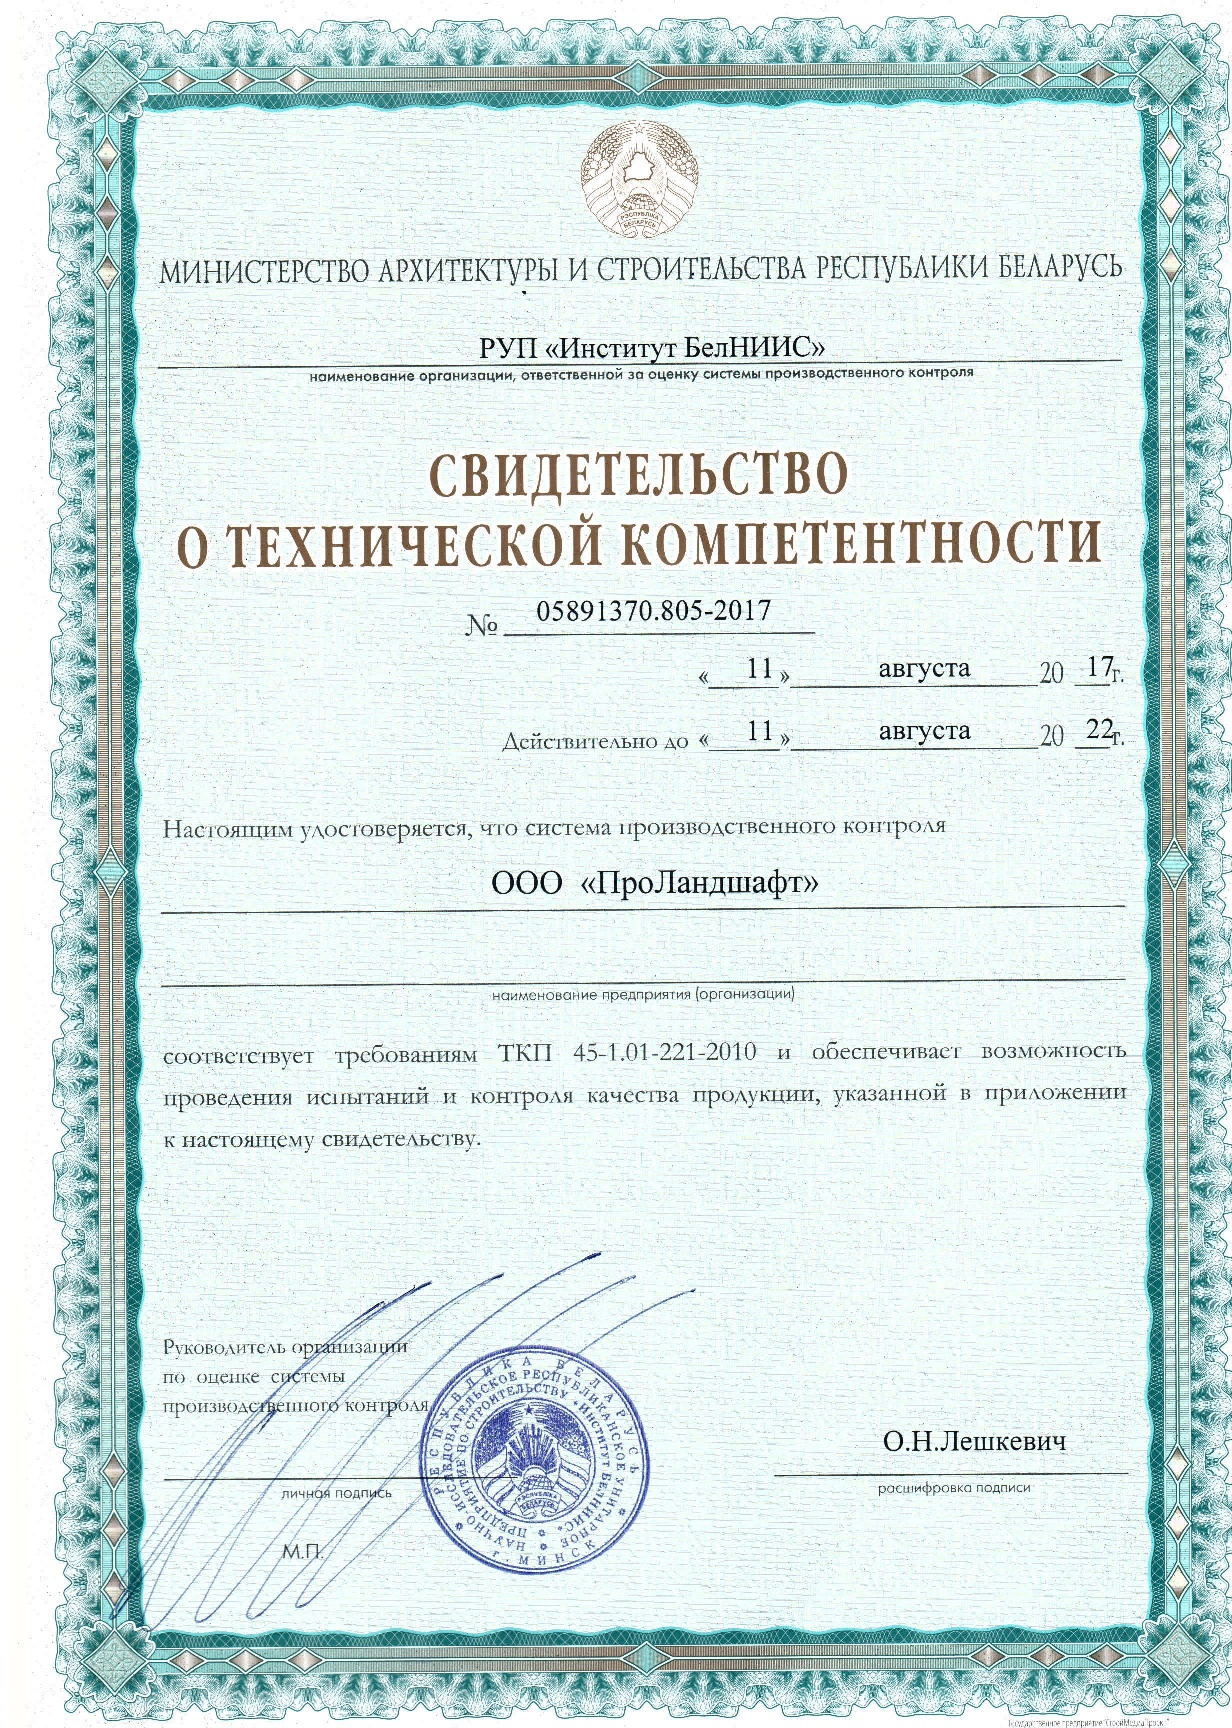 РЭСПУБЛІКА
БЕЛАРУСЬ
МИНИСТЕРСТВО АРХИТЕКТУРЫ И СТРОИТЕЛЬСТВА РЕСПУБЛИКИ БЕЛАРУСЬ
РУП «Институт БелНИИС»
наименование организации, ответственной за оценку системы производственного контроля
СВИДЕТЕЛЬСТВО
О ТЕХНИЧЕСКОЙ КОМПЕТЕНТНОСТИ
№ 05891370.805-2017
« 11 » августа 20 17г.
Действительно до « 11 » августа 20 22г.
Настоящим удостоверяется, что система производственного контроля
ООО «ПроЛандшафт»
наименование предприятия (организации)
соответствует требованиям ТКП 45-1.01-221-2010 и обеспечивает возможность
проведения испытаний и контроля качества продукции, указанной в приложении
к настоящему свидетельству.
Руководитель организации
по оценке системы
производственного контроля
О.Н.Лешкевич
личная подпись
расшифровка подписи
М.П.
РЕСПУБЛИКА БЕЛАРУСЬ
г. МИНСК
НАУЧНО-ИССЛЕДОВАТЕЛЬСКОЕ РЕСПУБЛИКАНСКОЕ УНИТАРНОЕ
ПРЕДПРИЯТИЕ ПО СТРОИТЕЛЬСТВУ «ИНСТИТУТ БЕЛНИИС»
РЭСПУБЛІКА
БЕЛАРУСЬ